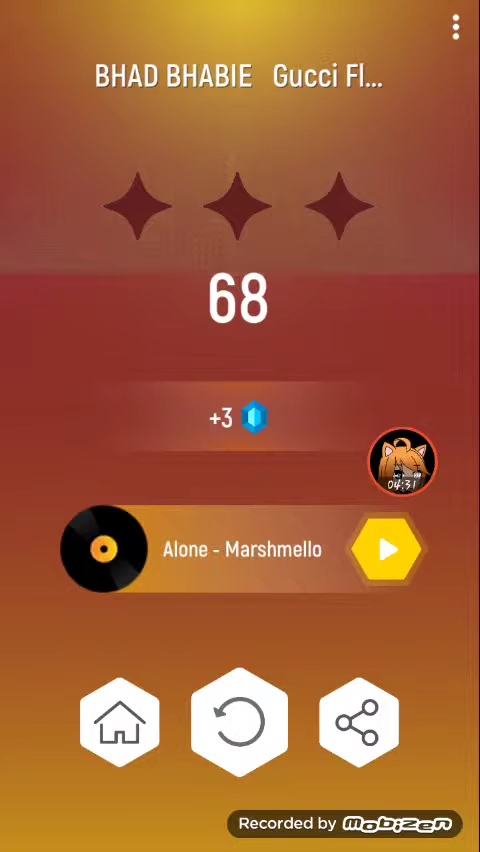 BHAD BHABIE Gucci Fl...
68
+3
04:31
Alone - Marshmello
Recorded by MOBIZEN